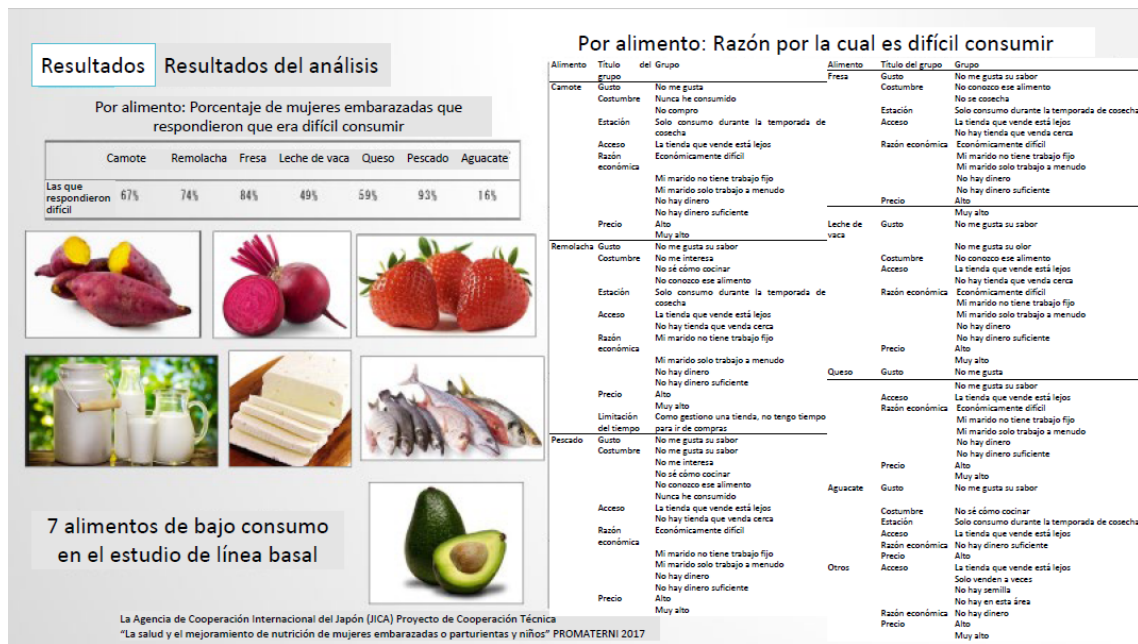 Resultados
Resultados del análisis
Por alimento: Porcentaje de mujeres embarazadas que
respondieron que era difícil consumir
Camote Remolacha Fresa Leche de vaca Queso Pescado Aguacate
Las que
respondieron
difícil
67% 74% 84% 49% 59% 93% 16%
7 alimentos de bajo consumo
en el estudio de línea basal
Por alimento: Razón por la cual es difícil consumir
Alimento Título del Grupo
grupo
Camote Gusto No me gusta
Costumbre Nunca he consumido
No compro
Estación Solo consumo durante la temporada de
cosecha
Acceso La tienda que vende está lejos
Razón Económicamente difícil
económica
Mi marido no tiene trabajo fijo
Mi marido solo trabajo a menudo
No hay dinero
No hay dinero suficiente
Precio Alto
Muy alto
Remolacha Gusto No me gusta su sabor
Costumbre No me interesa
No sé cómo cocinar
No conozco ese alimento
Estación Solo consumo durante la temporada de
cosecha
Acceso La tienda que vende está lejos
No hay tienda que venda cerca
Razón Mi marido no tiene trabajo fijo
económica
Mi marido solo trabajo a menudo
No hay dinero
No hay dinero suficiente
Precio Alto
Muy alto
Limitación Como gestiono una tienda, no tengo tiempo
del tiempo para ir de compras
Pescado Gusto No me gusta su sabor
Costumbre No me gusta su sabor
No me interesa
No sé cómo cocinar
No conozco ese alimento
Nunca he consumido
Acceso La tienda que vende está lejos
No hay tienda que venda cerca
Razón Económicamente difícil
económica
Mi marido no tiene trabajo fijo
Mi marido solo trabajo a menudo
No hay dinero
No hay dinero suficiente
Precio Alto
Muy alto
Alimento Título del grupo Grupo
Fresa Gusto No me gusta su sabor
Costumbre No conozco ese alimento
No se cosecha
Estación Solo consumo durante la temporada de cosecha
Acceso La tienda que vende está lejos
No hay tienda que venda cerca
Razón económica Económicamente difícil
Mi marido no tiene trabajo fijo
Mi marido solo trabajo a menudo
No hay dinero
No hay dinero suficiente
Precio Alto
Muy alto
Leche de Gusto No me gusta su sabor
vaca
No me gusta su olor
Costumbre No conozco ese alimento
Acceso La tienda que vende está lejos
No hay tienda que venda cerca
Razón económica Económicamente difícil
Mi marido no tiene trabajo fijo
Mi marido solo trabajo a menudo
No hay dinero
No hay dinero suficiente
Precio Alto
Muy alto
Queso Gusto No me gusta
No me gusta su sabor
Acceso La tienda que vende está lejos
Razón económica Económicamente difícil
Mi marido no tiene trabajo fijo
Mi marido solo trabajo a menudo
No hay dinero
No hay dinero suficiente
Precio Alto
Muy alto
Aguacate Gusto No me gusta su sabor
Costumbre No sé cómo cocinar
Estación Solo consumo durante la temporada de cosecha
Acceso La tienda que vende está lejos
Razón económica No hay dinero suficiente
Precio Alto
Otros Acceso La tienda que vende está lejos
Solo venden a veces
No hay semilla
No hay en esta área
Razón económica No hay dinero
Precio Alto
Muy alto
La Agencia de Cooperación Internacional del Japón (JICA) Proyecto de Cooperación Técnica
"La salud y el mejoramiento de nutrición de mujeres embarazadas o parturientas y niños" PROMATERNI 2017